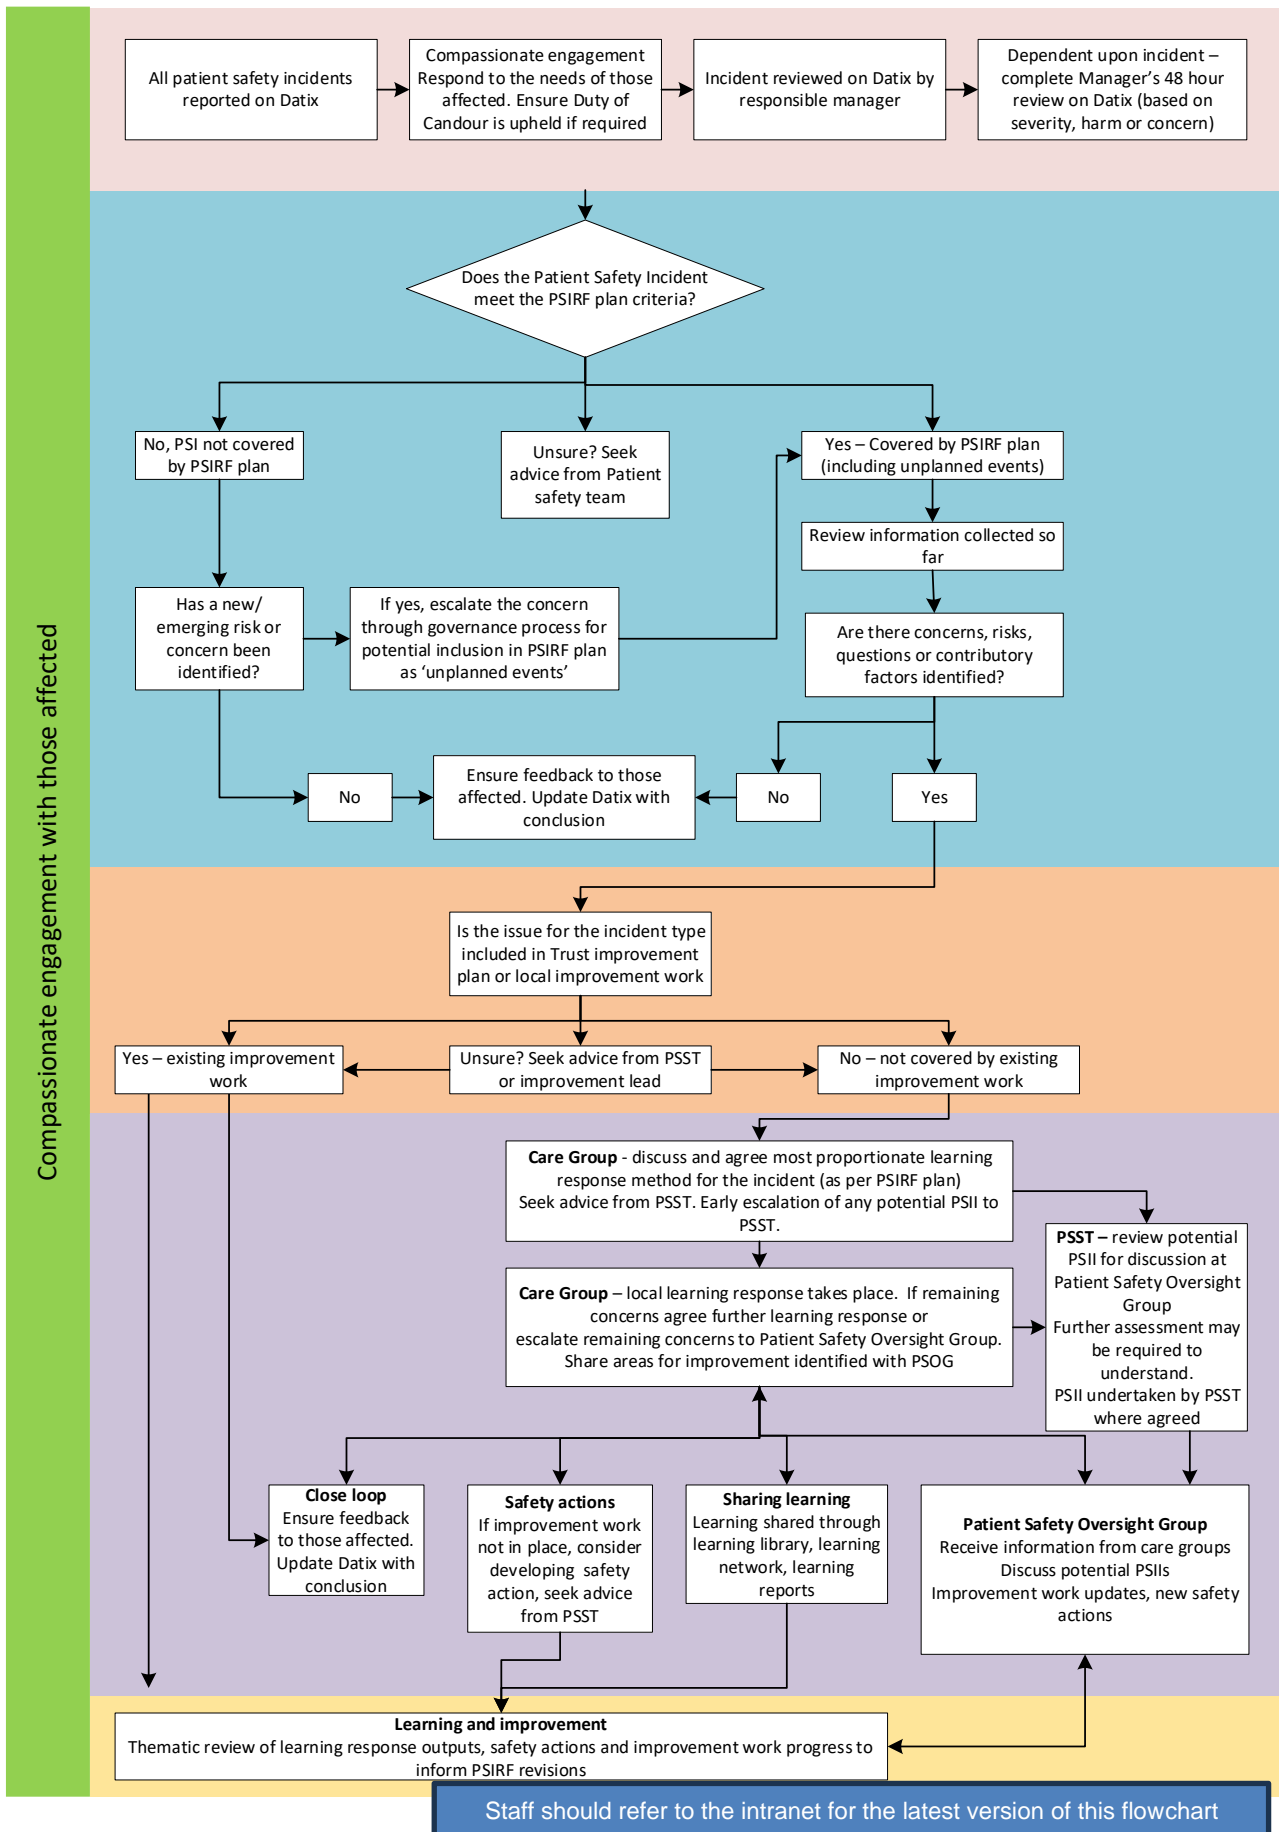 Compassionate engagement with those affected
All patient safety incidents
reported on Datix
Compassionate engagement
Respond to the needs of those
affected. Ensure Duty of
Candour is upheld if required
Incident reviewed on Datix by
responsible manager
Dependent upon incident –
complete Manager's 48 hour
review on Datix (based on
severity, harm or concern)
Does the Patient Safety Incident
meet the PSIRF plan criteria?
No, PSI not covered
by PSIRF plan
Unsure? Seek
advice from Patient
safety team
Yes – Covered by PSIRF plan
(including unplanned events)
Review information collected so
far
Has a new/
emerging risk or
concern been
identified?
If yes, escalate the concern
through governance process for
potential inclusion in PSIRF plan
as ‘unplanned events’
Are there concerns, risks,
questions or contributory
factors identified?
No
Ensure feedback to those
affected. Update Datix with
conclusion
No
Yes
Is the issue for the incident type
included in Trust improvement
plan or local improvement work
Yes – existing improvement
work
Unsure? Seek advice from PSST
or improvement lead
No – not covered by existing
improvement work
Care Group - discuss and agree most proportionate learning
response method for the incident (as per PSIRF plan)
Seek advice from PSST. Early escalation of any potential PSII to
PSST.
Care Group – local learning response takes place. If remaining
concerns agree further learning response or
escalate remaining concerns to Patient Safety Oversight Group.
Share areas for improvement identified with PSOG
PSST – review potential
PSII for discussion at
Patient Safety Oversight
Group
Further assessment may
be required to
understand.
PSII undertaken by PSST
where agreed
Close loop
Ensure feedback
to those affected.
Update Datix with
conclusion
Safety actions
If improvement work
not in place, consider
developing safety
action, seek advice
from PSST
Sharing learning
Learning shared through
learning library, learning
network, learning
reports
Patient Safety Oversight Group
Receive information from care groups
Discuss potential PSIIs
Improvement work updates, new safety
actions
Learning and improvement
Thematic review of learning response outputs, safety actions and improvement work progress to
inform PSIRF revisions
Staff should refer to the intranet for the latest version of this flowchart